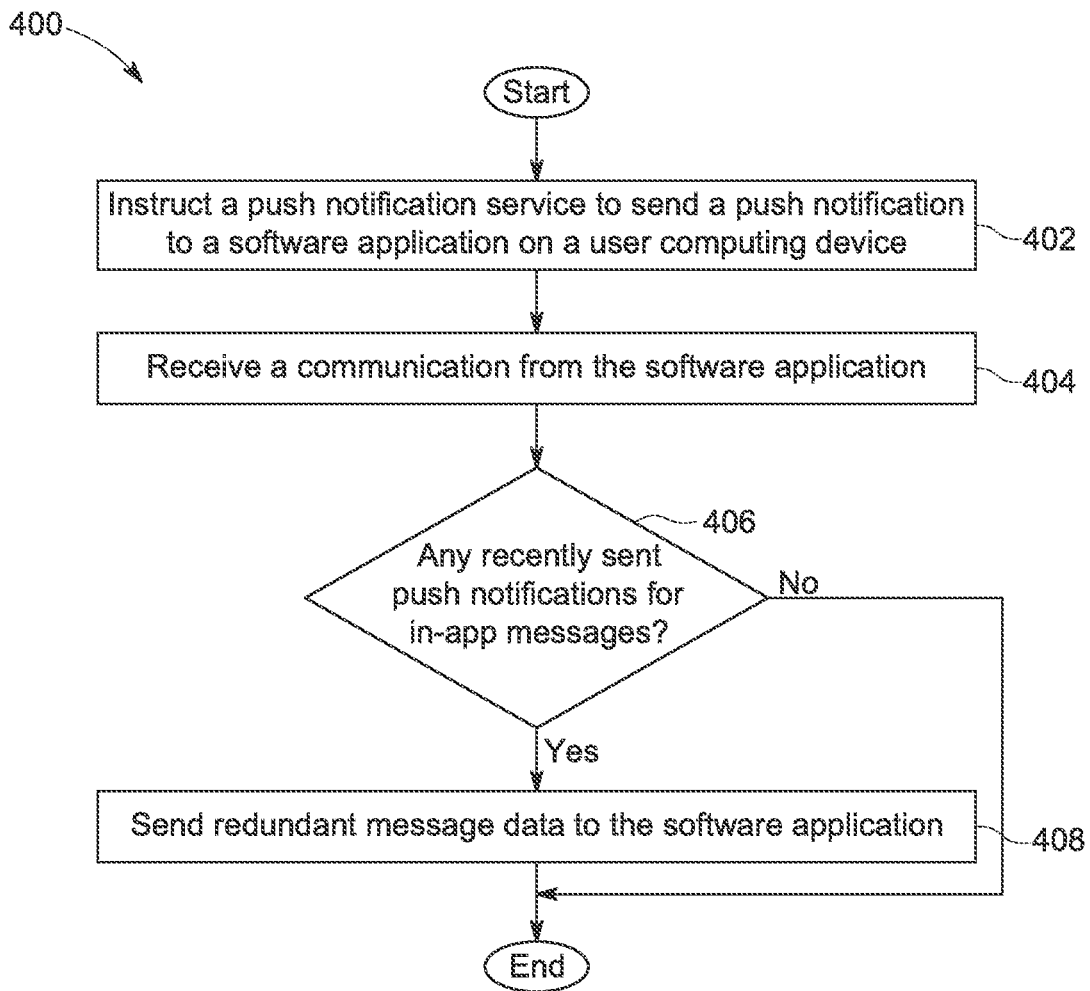 400
Start
Instruct a push notification service to send a push notification
to a software application on a user computing device
402
Receive a communication from the software application
404
406
Any recently sent
push notifications for
in-app messages?
No
Yes
Send redundant message data to the software application
408
End